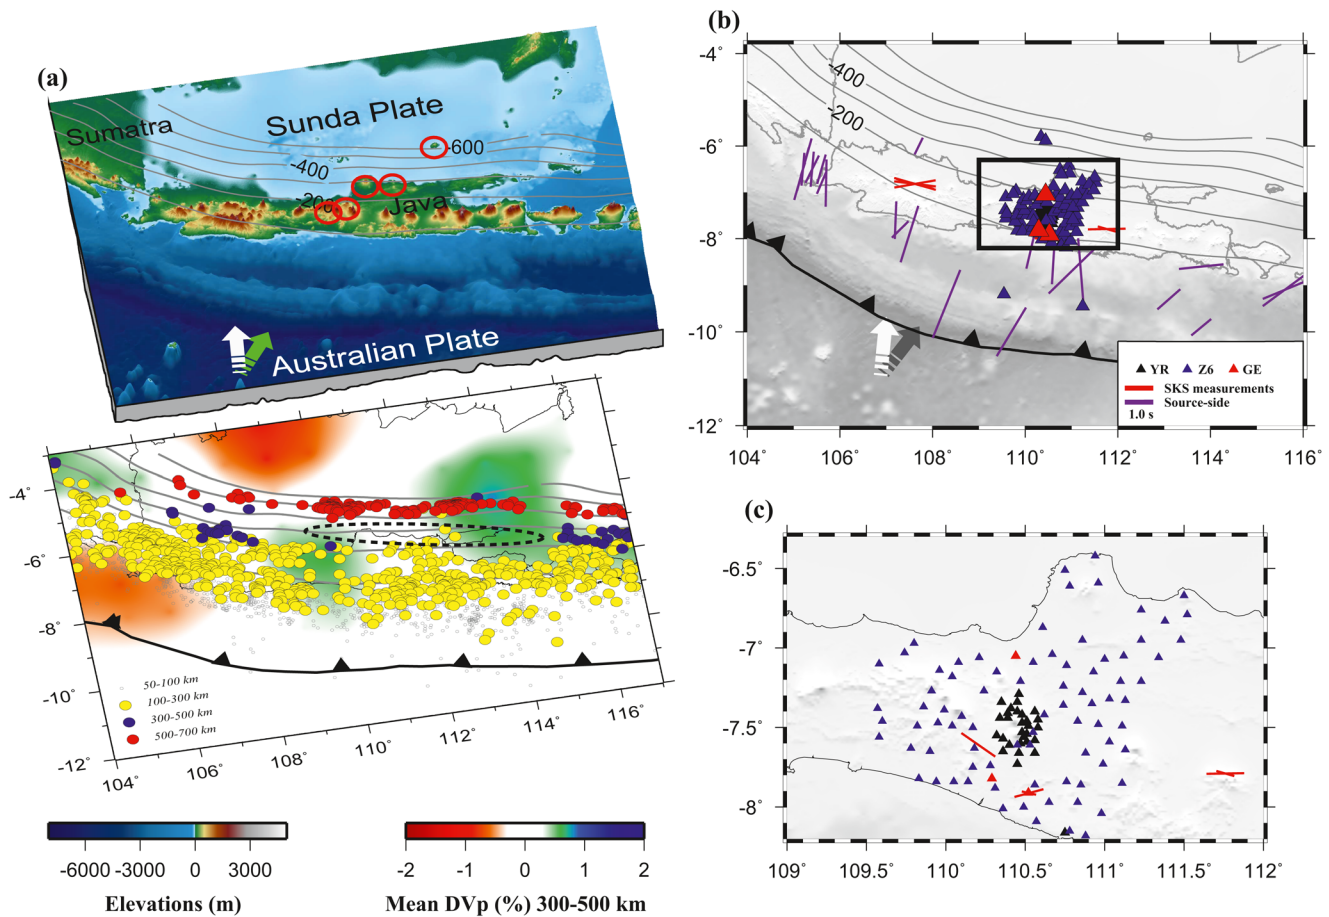 (a)
Sumatra
Sunda Plate
-600
-400
-200
Java
Australian Plate
-4°
-6°
-8°
-10°
-12°
104°
106°
108°
110°
112°
114°
116°
50-100 km
100-300 km
300-500 km
500-700 km
-6000 -3000 0 3000
Elevations (m)
-2 -1 0 1 2
Mean DVp (%) 300-500 km
(b)
-4°
-6°
-8°
-10°
-12°
-400
-200
YR Z6 GE
SKS measurements
Source-side
1.0 s
104° 106° 108° 110° 112° 114° 116°
(c)
-6.5°
-7°
-7.5°
-8°
109° 109.5° 110° 110.5° 111° 111.5° 112°